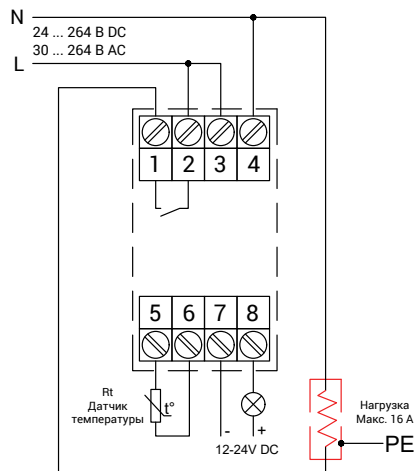 N
24 ... 264 В DC
30 ... 264 В AC
L
1 2 3 4
5 6 7 8
Rt
Датчик
температуры
t°
- +
12-24V DC
Нагрузка
Макс. 16 А
PE